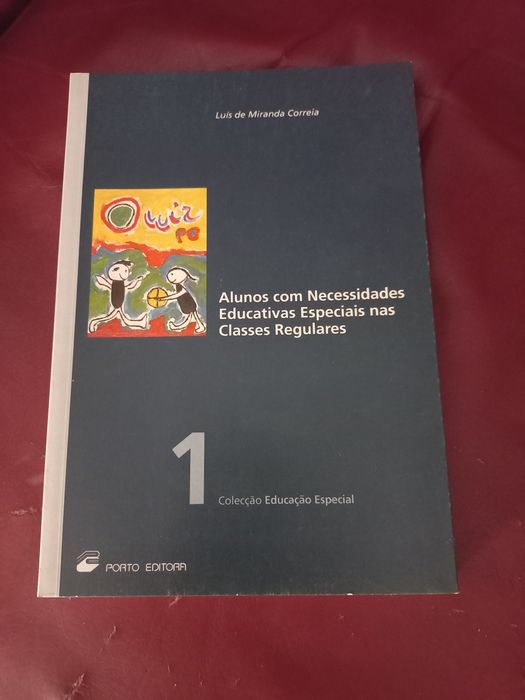 Luís de Miranda Correia
Luiz
Alunos com Necessidades
Educativas Especiais nas
Classes Regulares
1
Colecção Educação Especial
PORTO EDITORA